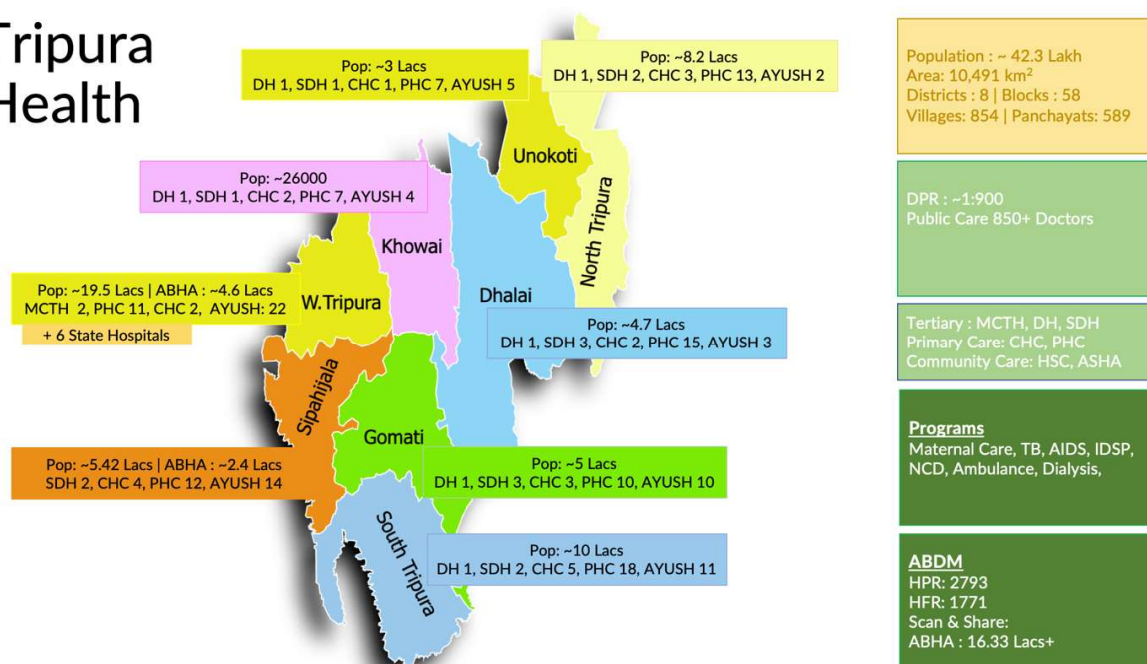 Tripura
Health
Pop: ~3 Lacs
DH 1, SDH 1, CHC 1, PHC 7, AYUSH 5
Pop: ~8.2 Lacs
DH 1, SDH 2, CHC 3, PHC 13, AYUSH 2
Unokoti
North Tripura
Pop: ~26000
DH 1, SDH 1, CHC 2, PHC 7, AYUSH 4
Khowai
Dhalai
Pop: ~19.5 Lacs | ABHA : ~4.6 Lacs
MCTH 2, PHC 11, CHC 2, AYUSH: 22
+ 6 State Hospitals
W.Tripura
Pop: ~4.7 Lacs
DH 1, SDH 3, CHC 2, PHC 15, AYUSH 3
Sipahijala
Gomati
Pop: ~5.42 Lacs | ABHA : ~2.4 Lacs
SDH 2, CHC 4, PHC 12, AYUSH 14
Pop: ~5 Lacs
DH 1, SDH 3, CHC 3, PHC 10, AYUSH 10
South Tripura
Pop: ~10 Lacs
DH 1, SDH 2, CHC 5, PHC 18, AYUSH 11
Population : ~ 42.3 Lakh
Area: 10,491 km²
Districts : 8 | Blocks : 58
Villages: 854 | Panchayats: 589
DPR : ~1:900
Public Care 850+ Doctors
Tertiary : MCTH, DH, SDH
Primary Care: CHC, PHC
Community Care: HSC, ASHA
Programs
Maternal Care, TB, AIDS, IDSP,
NCD, Ambulance, Dialysis,
ABDM
HPR: 2793
HFR: 1771
Scan & Share:
ABHA : 16.33 Lacs+